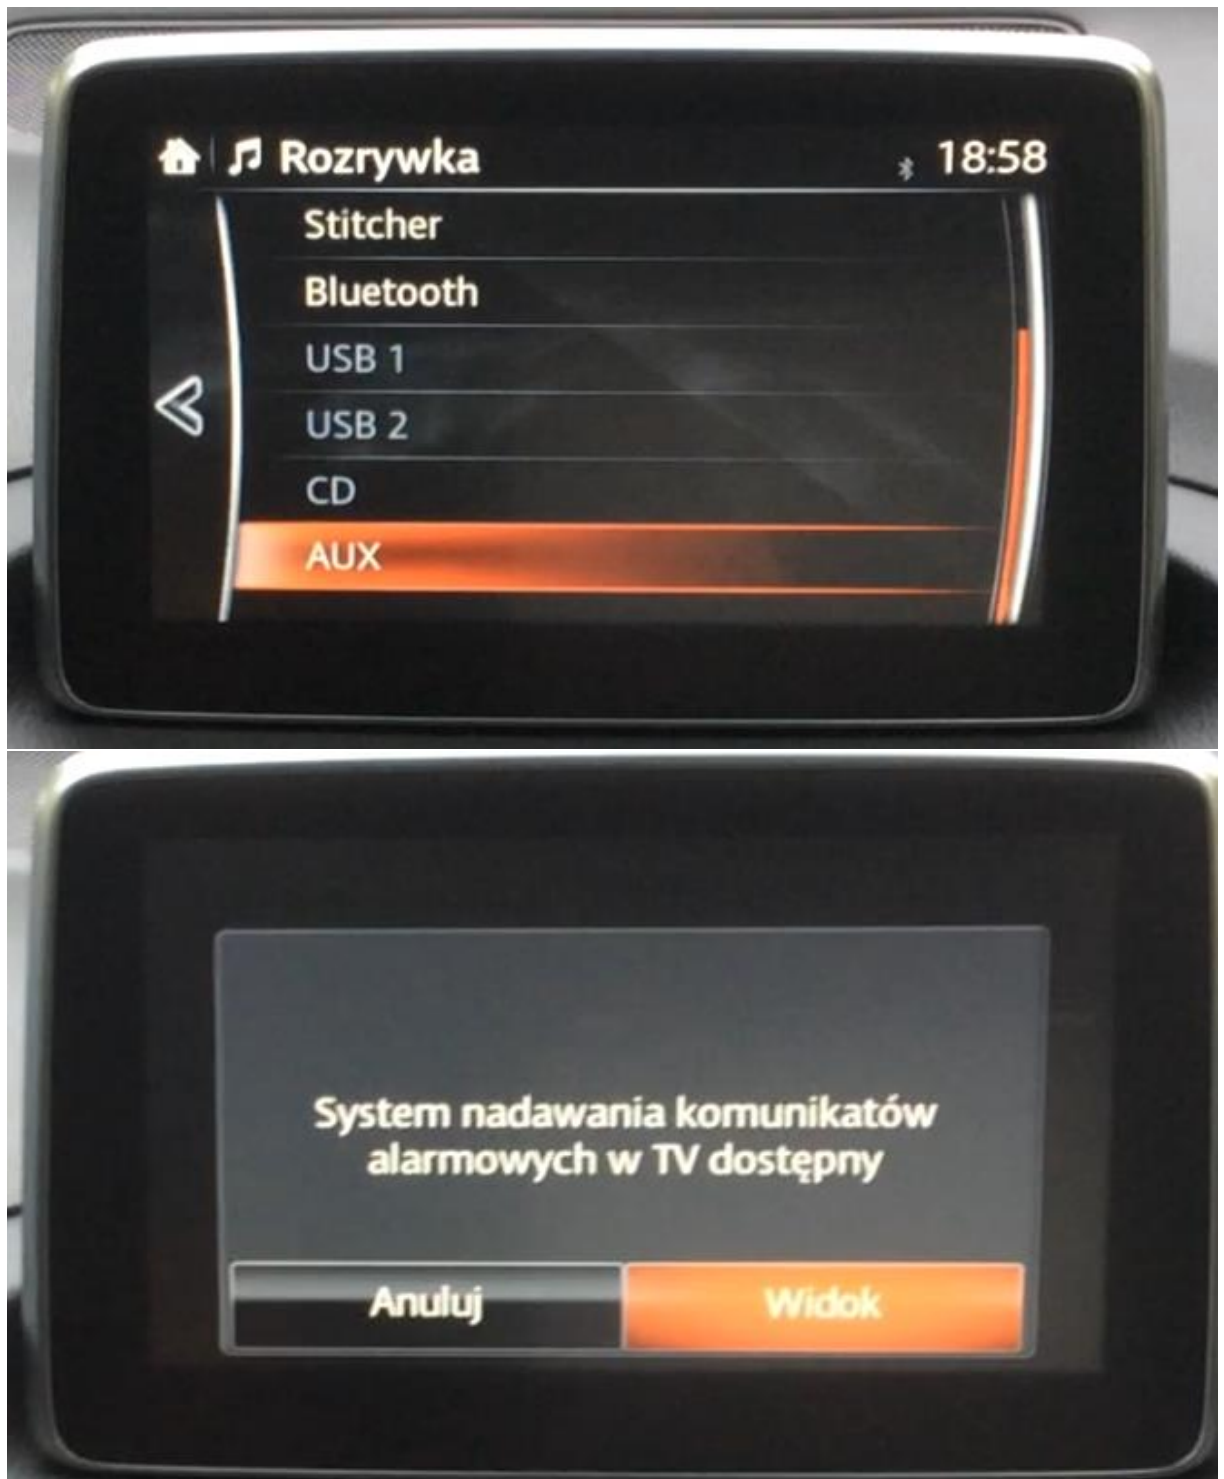 Rozrywka 18:58
Stitcher
Bluetooth
USB 1
USB 2
CD
AUX
System nadawania komunikatów
alarmowych w TV dostępny
Anuluj Widok